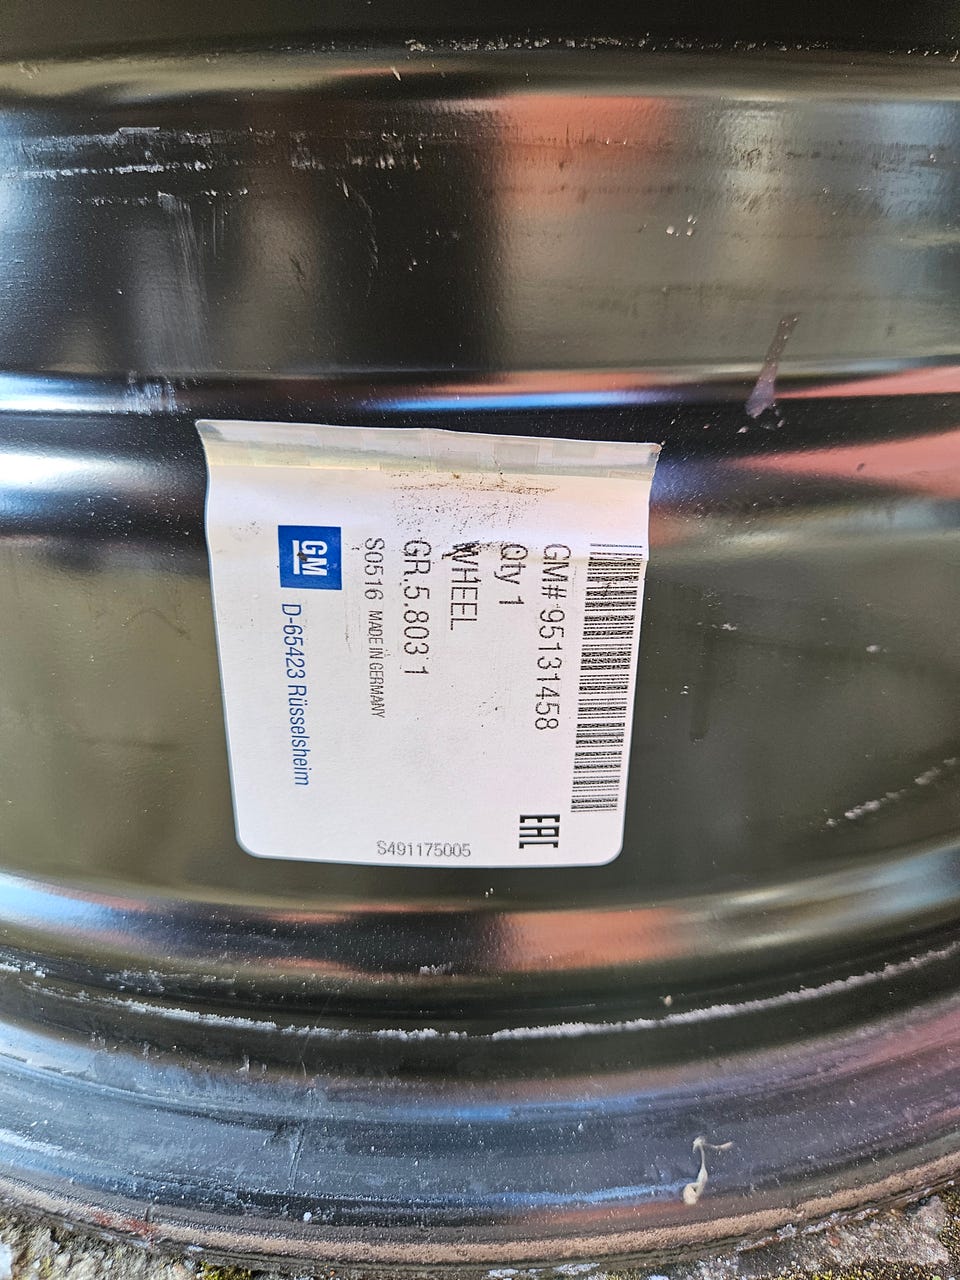 GM# 95131458
Qty 1
WHEEL
GR.5.803 1
S0516 MADE IN GERMANY
GM D-65423 Rüsselsheim
EAC
S491175005